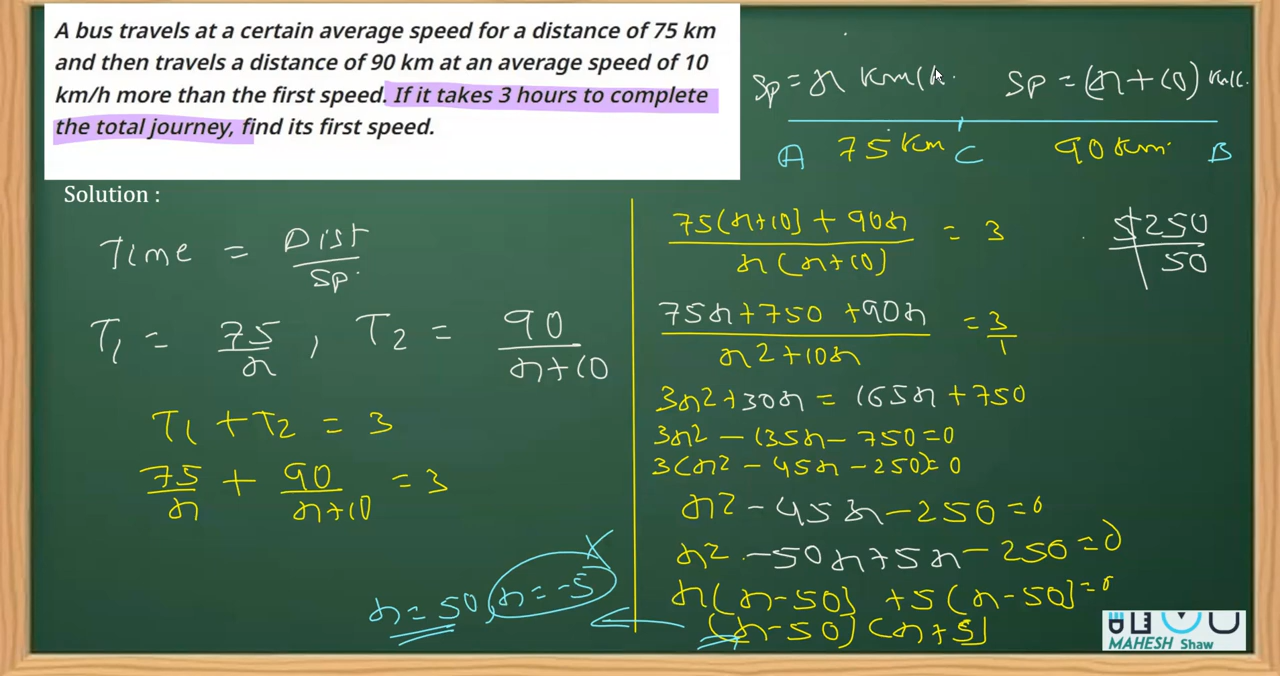 A bus travels at a certain average speed for a distance of 75 km
and then travels a distance of 90 km at an average speed of 10
km/h more than the first speed. If it takes 3 hours to complete
the total journey, find its first speed.
Sp = x km/h.
Sp = (x+10) km/h.
A 75 km C 90 km. B
Solution :
Time = Dist / Sp.
T1 = 75/x , T2 = 90/x+10
T1 + T2 = 3
75/x + 90/x+10 = 3
x = 50, x = -5 ×
75(x+10) + 90x / x(x+10) = 3
75x+750 +90x / x2+10x = 3/1
3x2+30x = 165x+750
3x2 - 135x - 750=0
3(x2 - 45x - 250)=0
x2 - 45x - 250 = 0
x2 - 50x+5x - 250=0
x(x-50) +5(x-50)=0
(x-50)(x+5)
5 250
50
MAHESH Shaw